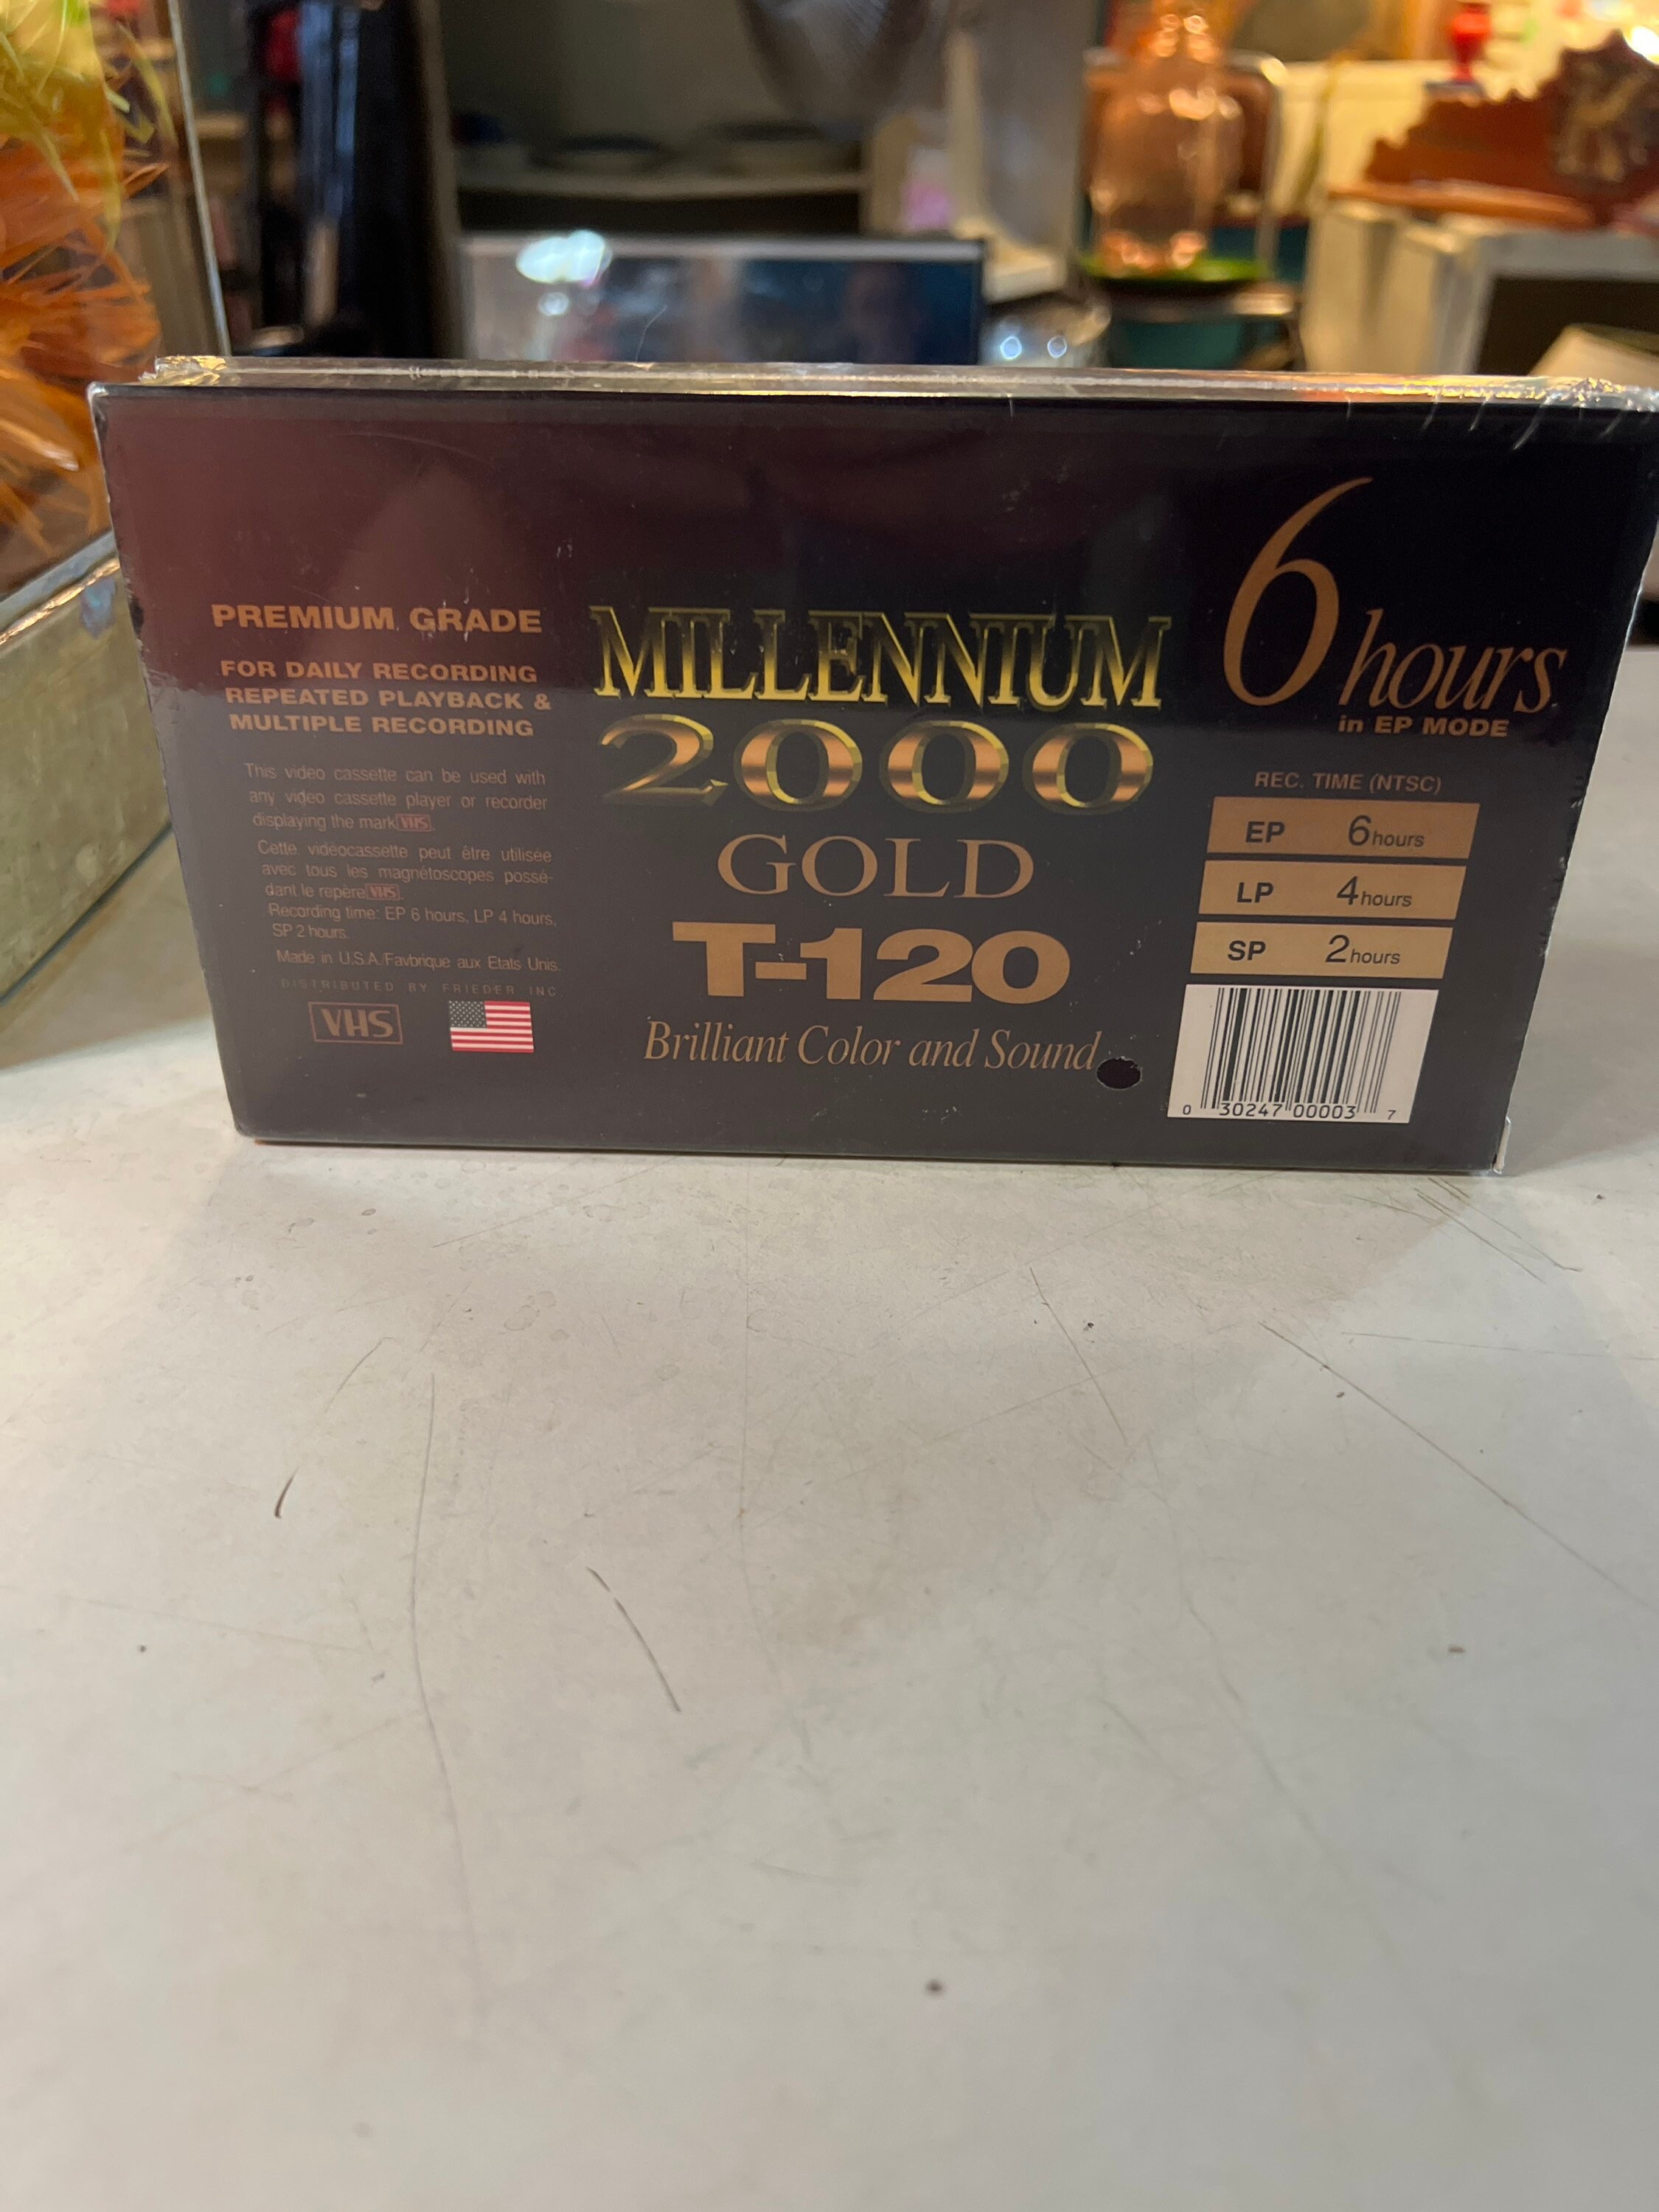 PREMIUM GRADE
FOR DAILY RECORDING
REPEATED PLAYBACK &
MULTIPLE RECORDING
This video cassette can be used with
any video cassette player or recorder
displaying the mark VHS.
Cette vidéocassette peut être utilisée
avec tous les magnétoscopes possé-
dant le repère VHS.
Recording time: EP 6 hours, LP 4 hours,
SP 2 hours.
Made in U.S.A./Favbrique aux Etats Unis.
DISTRIBUTED BY FRIEDER INC.
VHS
MILLENNIUM
2000
GOLD
T-120
Brilliant Color and Sound
6 hours
in EP MODE
REC. TIME (NTSC)
EP 6 hours
LP 4 hours
SP 2 hours
0 30247 00003 7